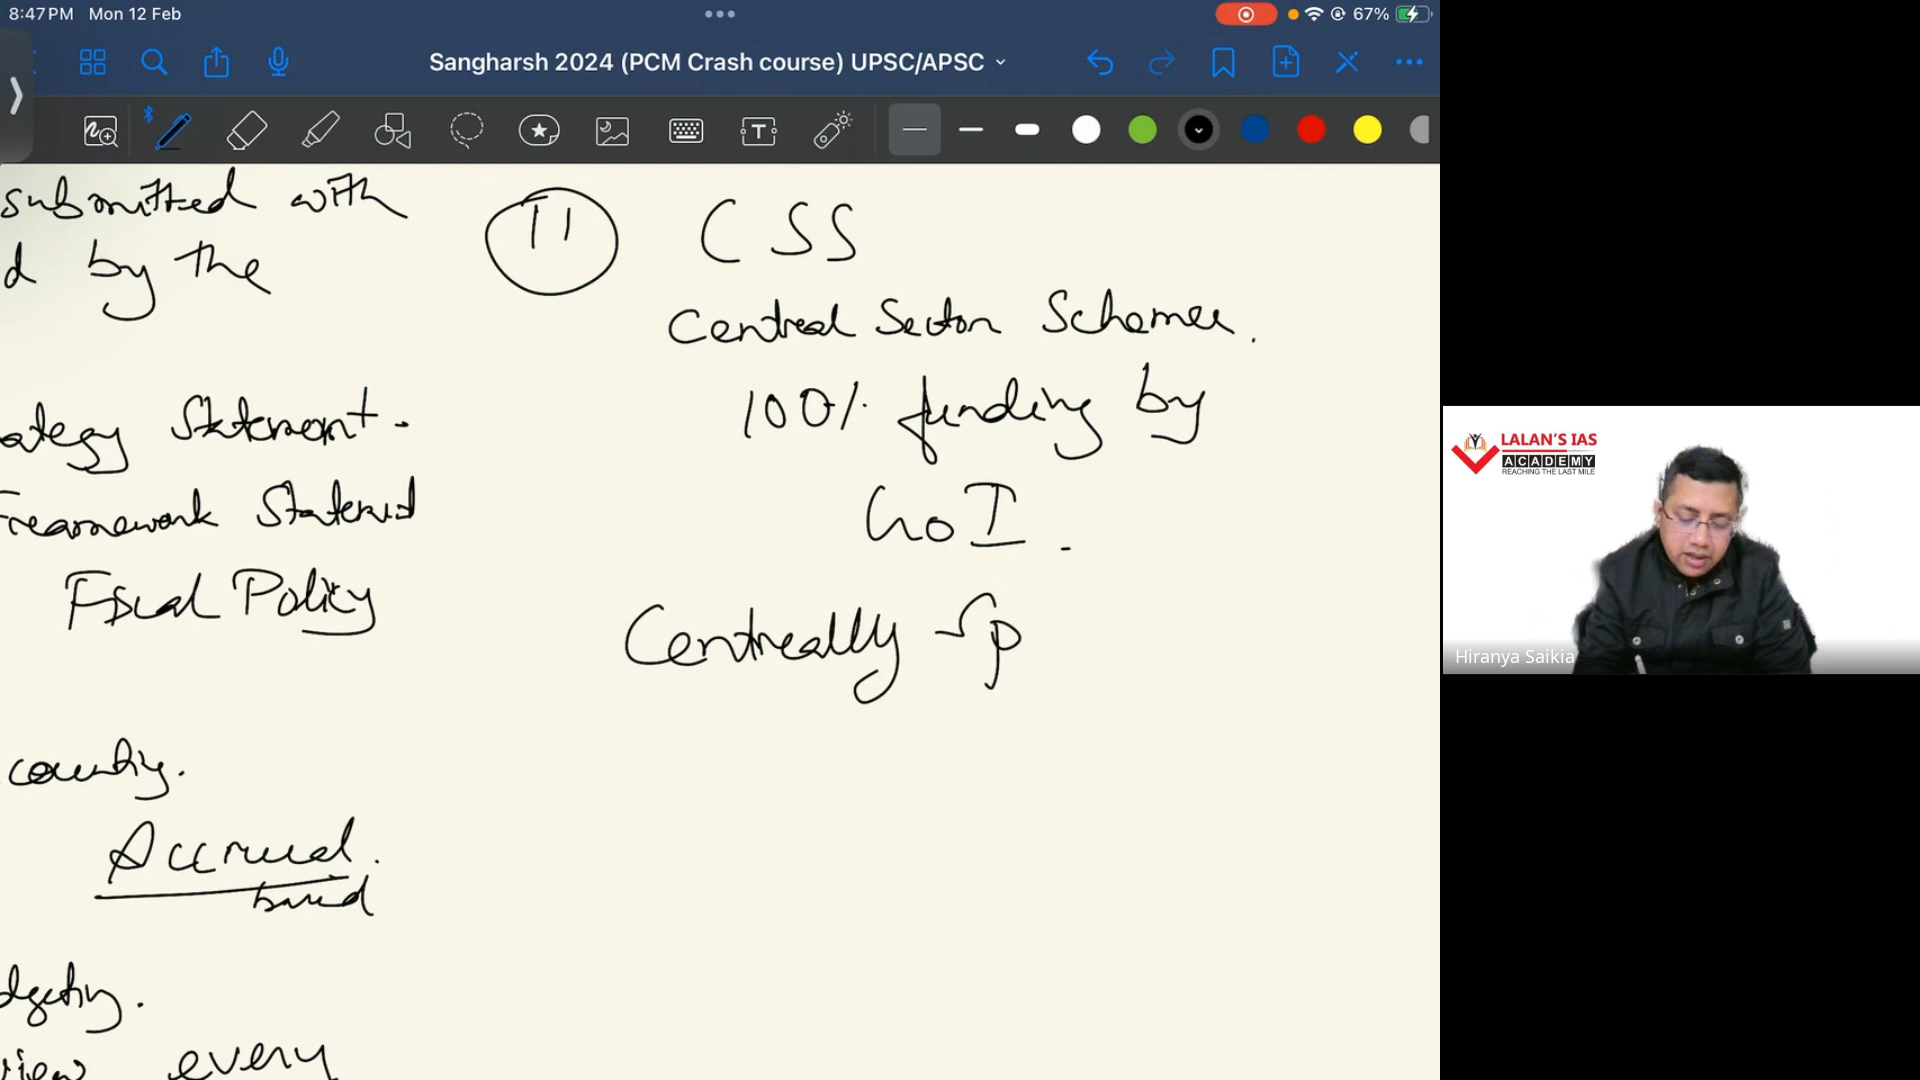 8:47 PM Mon 12 Feb
67%
Sangharsh 2024 (PCM Crash course) UPSC/APSC
submitted with
d by the
ategy Statement.
Framework
Fiscal Policy
counting.
Accrual.
based
dgeting.
view every
11 CSS
Central Sector Schemes.
100% funding by
GoI.
Centrally Sp
LALAN'S IAS
ACADEMY
REACHING THE LAST MILE
Hiranya Saikia